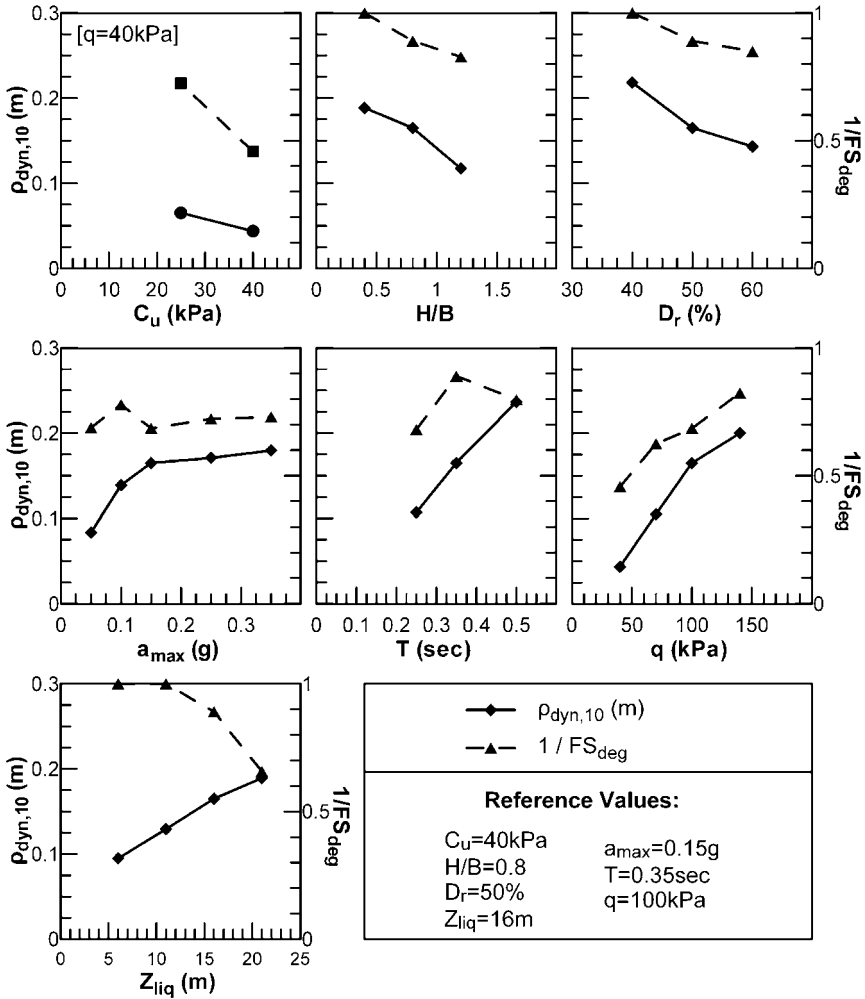 [q=40kPa]
0.3
0.2
0.1
0
ρdyn,10 (m)
0 10 20 30 40 50
Cu (kPa)
0.5 1 1.5
H/B
30 40 50 60 70
Dr (%)
1
0.5
0
1/FSdeg
0.3
0.2
0.1
0
ρdyn,10 (m)
0 0.1 0.2 0.3 0.4
amax (g)
0 0.1 0.2 0.3 0.4 0.5
T (sec)
0 50 100 150
q (kPa)
1
0.5
0
1/FSdeg
0.3
0.2
0.1
0
ρdyn,10 (m)
0 5 10 15 20 25
Zliq (m)
1
0.5
0
1/FSdeg
ρdyn,10 (m)
1 / FSdeg
Reference Values:
Cu=40kPa
H/B=0.8
Dr=50%
Zliq=16m
amax=0.15g
T=0.35sec
q=100kPa